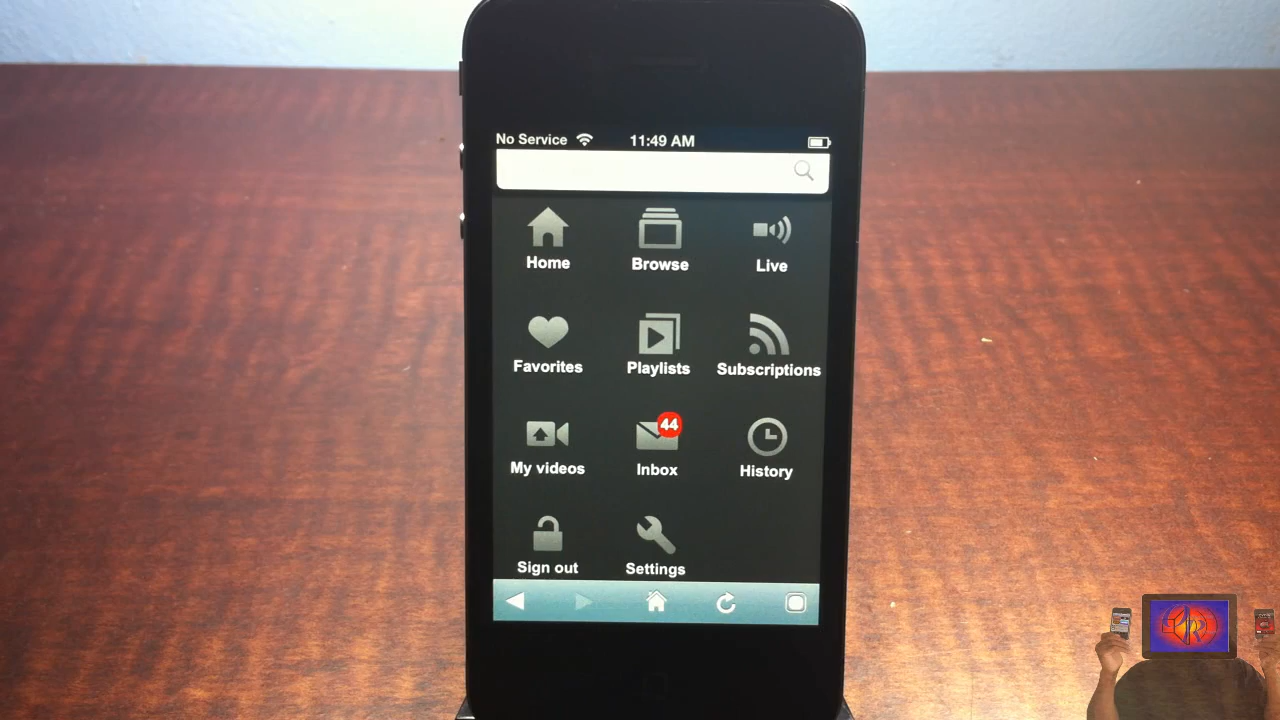 No Service 11:49 AM
Home Browse Live
Favorites Playlists Subscriptions
44
My videos Inbox History
Sign out Settings